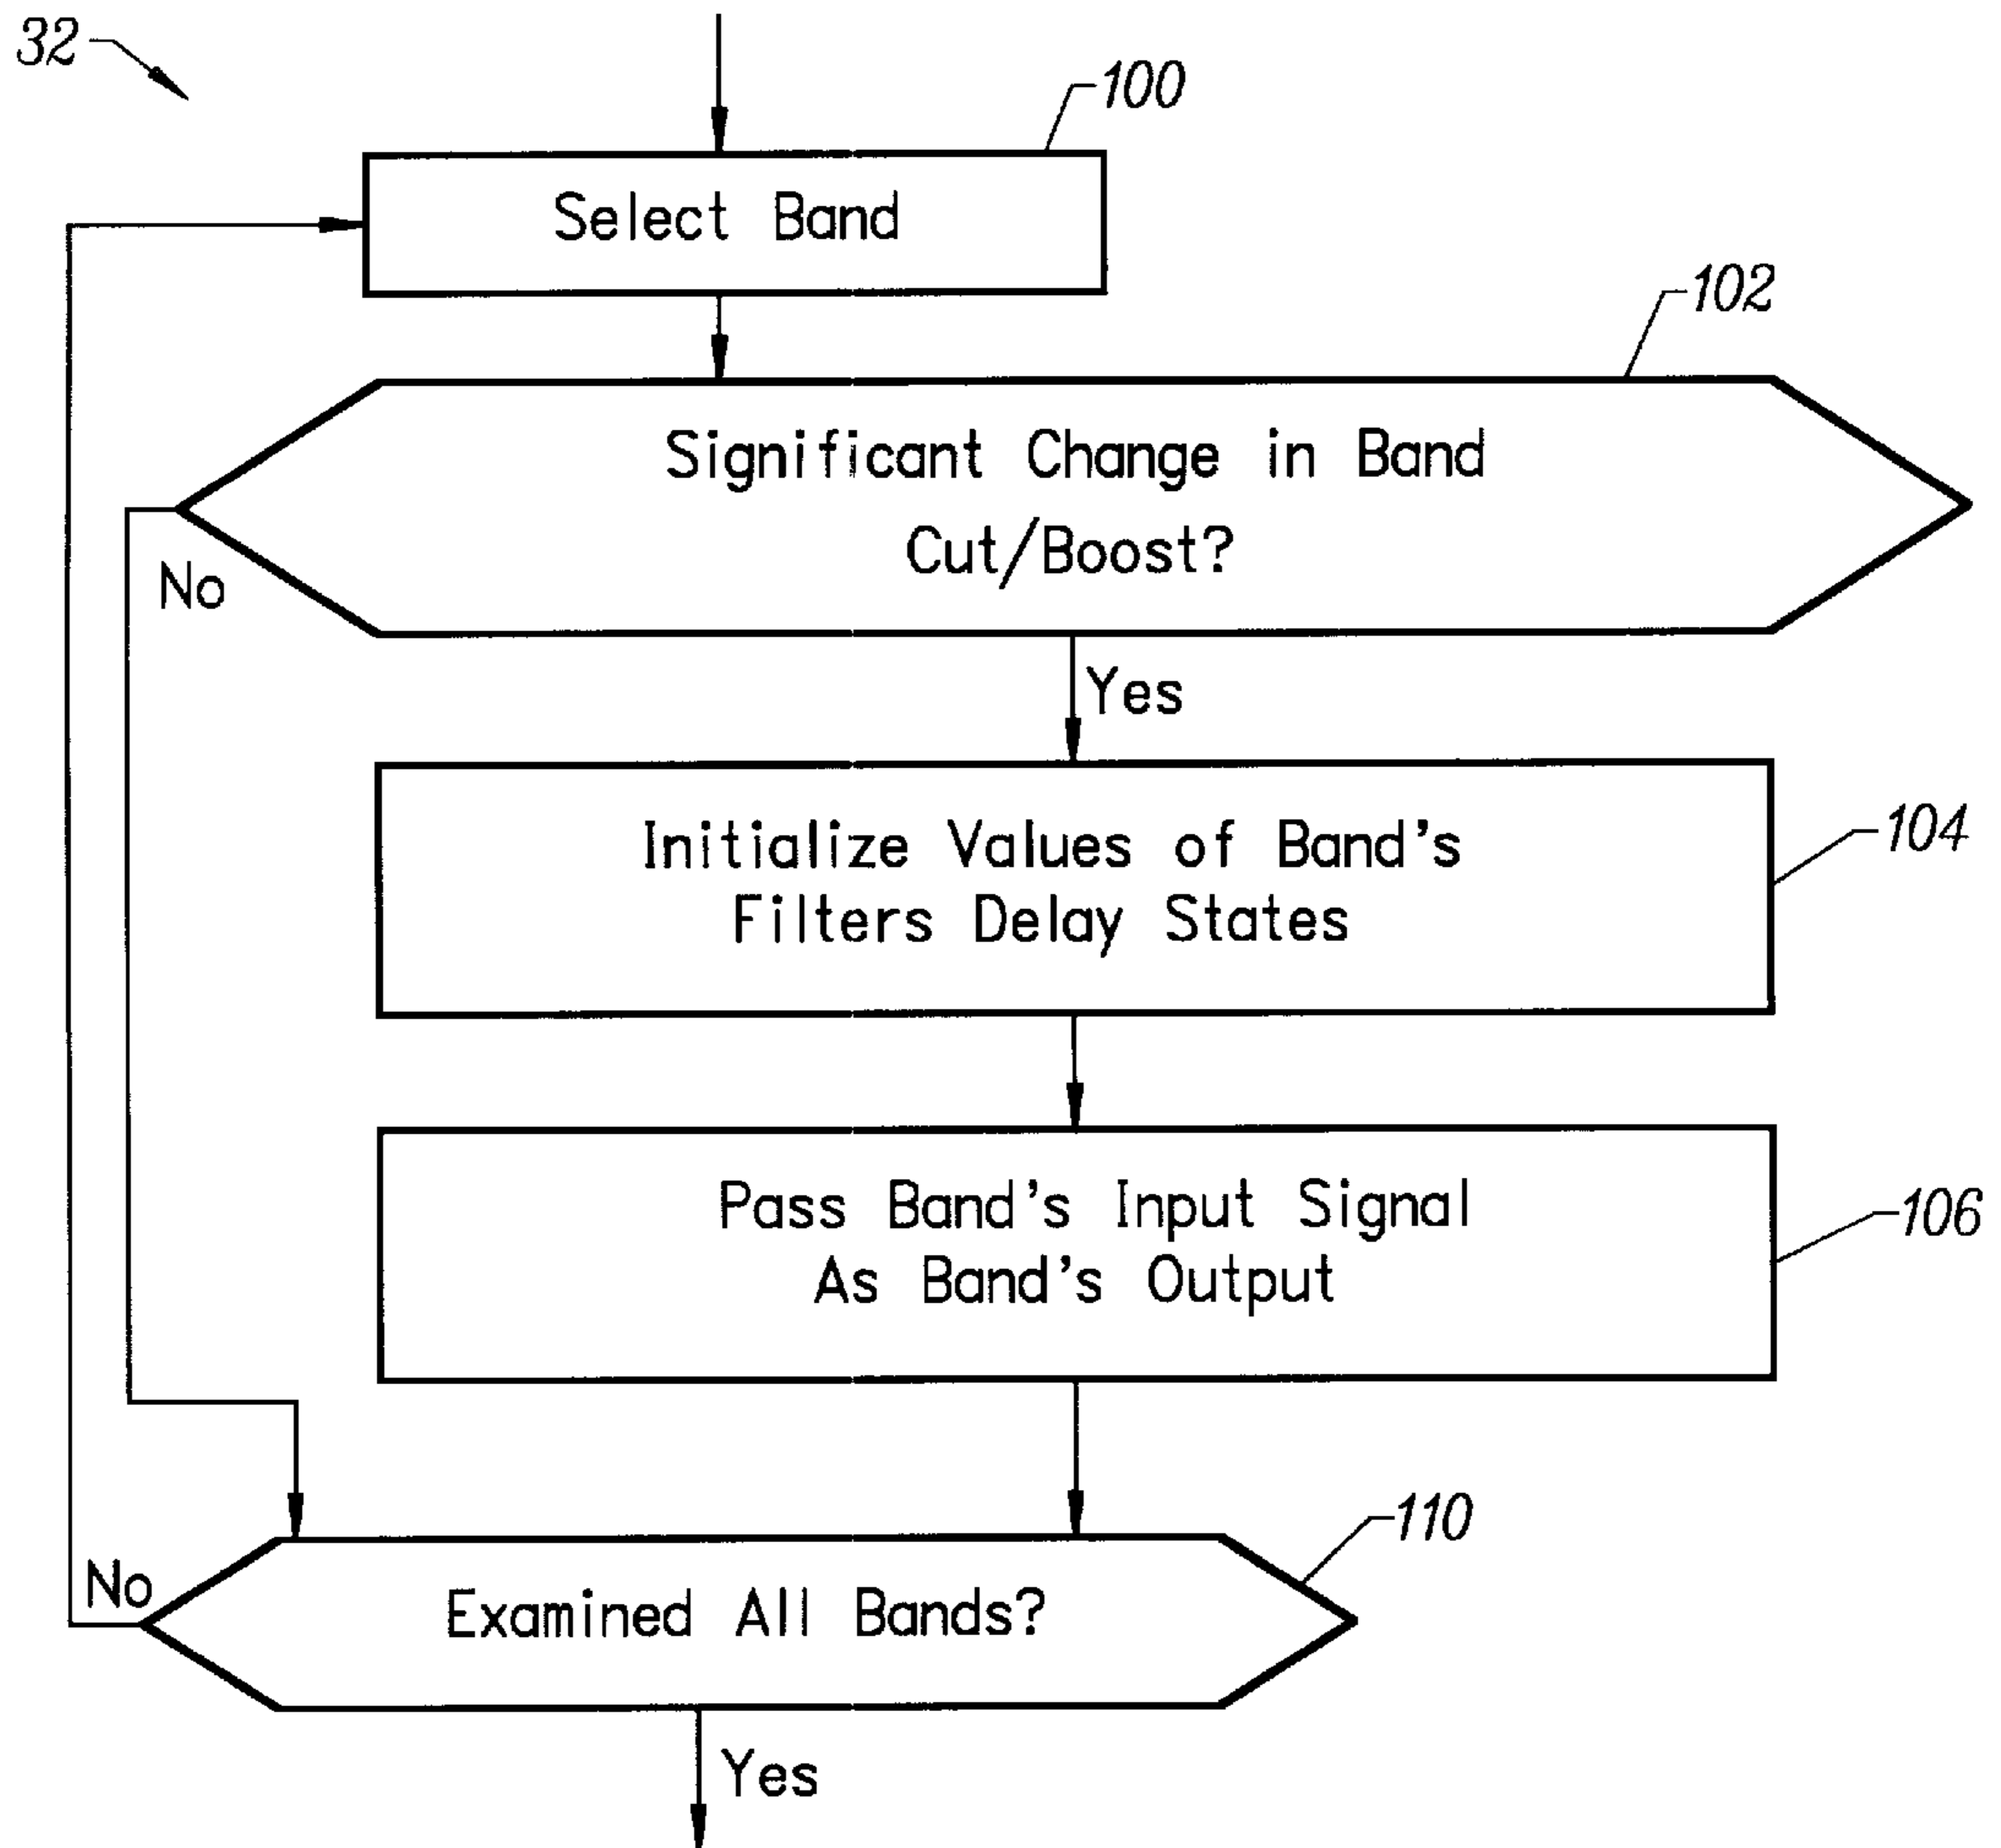 32
100
Select Band
102
Significant Change in Band
Cut/Boost?
No
Yes
Initialize Values of Band's
Filters Delay States
104
Pass Band's Input Signal
As Band's Output
106
110
No
Examined All Bands?
Yes